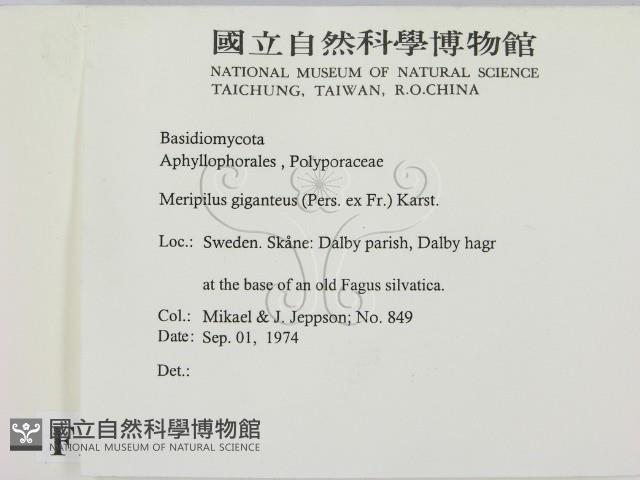 國立自然科學博物館
NATIONAL MUSEUM OF NATURAL SCIENCE
TAICHUNG, TAIWAN, R.O.CHINA
Basidiomycota
Aphyllophorales , Polyporaceae
Meripilus giganteus (Pers. ex Fr.) Karst.
Loc.: Sweden. Skåne: Dalby parish, Dalby hagr
at the base of an old Fagus silvatica.
Col.: Mikael & J. Jeppson; No. 849
Date: Sep. 01, 1974
Det.:
F
國立自然科學博物館
NATIONAL MUSEUM OF NATURAL SCIENCE